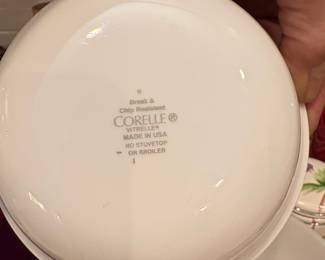 Break &
Chip Resistant
CORELLE®
VITRELLE®
MADE IN USA
NO STOVETOP
OR BROILER